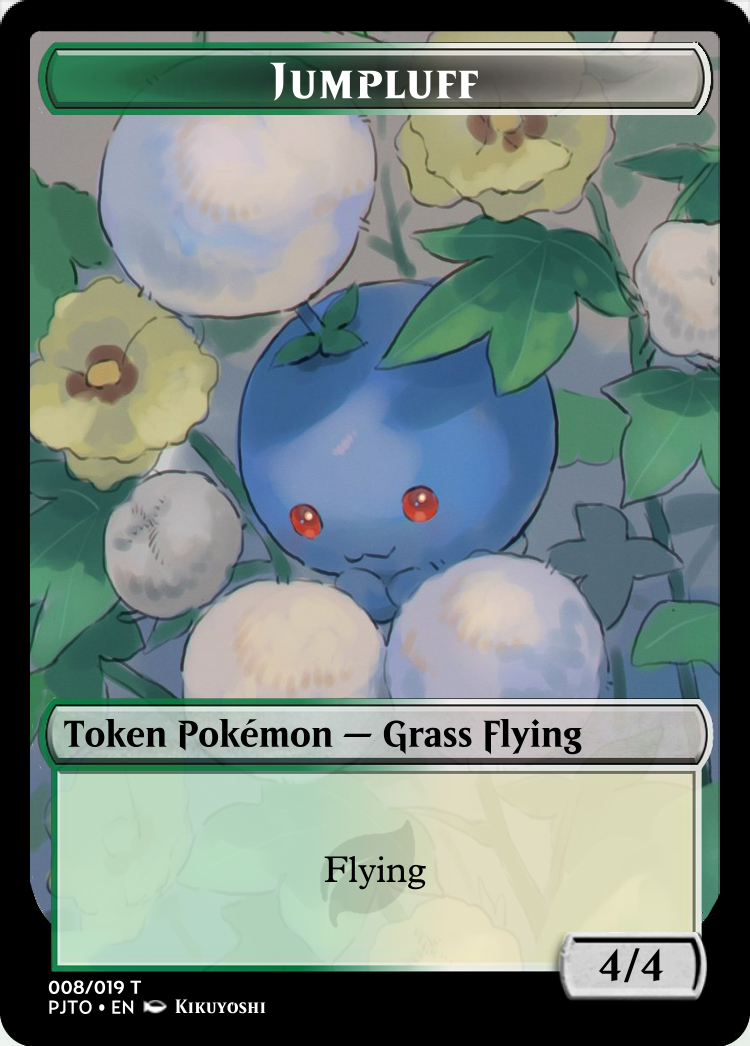 Jumpluff
Token Pokémon — Grass Flying
Flying
4/4
008/019 T
PJTO • EN Kikuyoshi